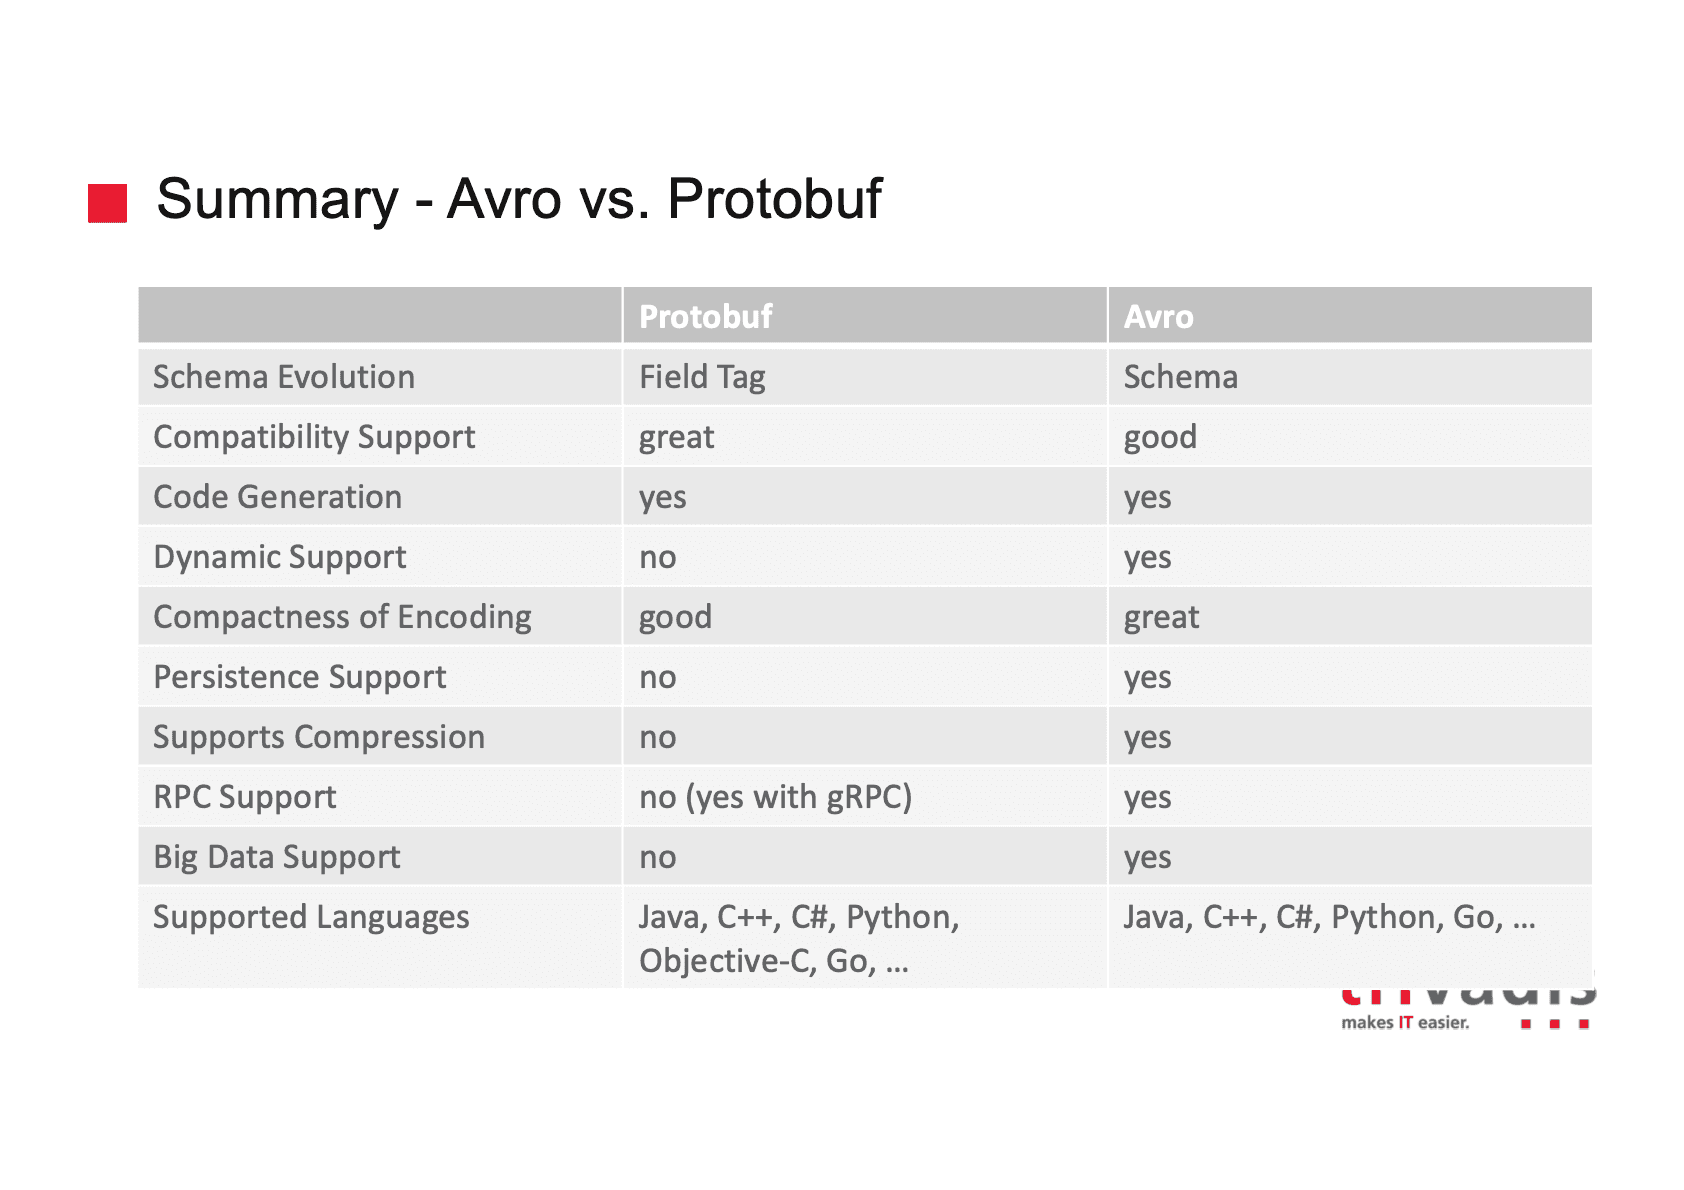 Summary - Avro vs. Protobuf
Protobuf Avro
Schema Evolution Field Tag Schema
Compatibility Support great good
Code Generation yes yes
Dynamic Support no yes
Compactness of Encoding good great
Persistence Support no yes
Supports Compression no yes
RPC Support no (yes with gRPC) yes
Big Data Support no yes
Supported Languages Java, C++, C#, Python, Java, C++, C#, Python, Go, ...
Objective-C, Go, ...
trivadis
makes IT easier.